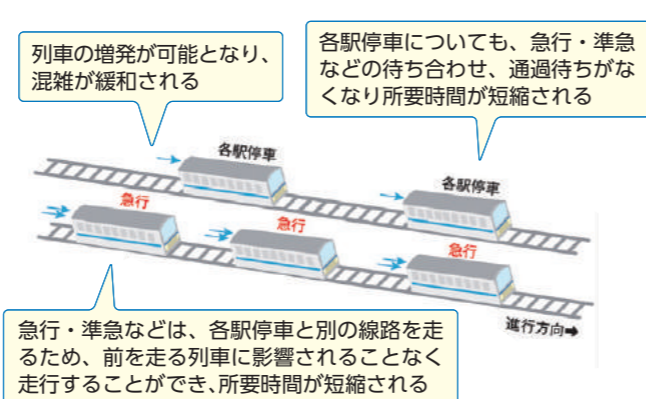 列車の増発が可能となり、
混雑が緩和される
各駅停車についても、急行・準急
などの待ち合わせ、通過待ちがな
くなり所要時間が短縮される
各駅停車
各駅停車
急行
急行
急行
進行方向➡
急行・準急などは、各駅停車と別の線路を走
るため、前を走る列車に影響されることなく
走行することができ、所要時間が短縮される